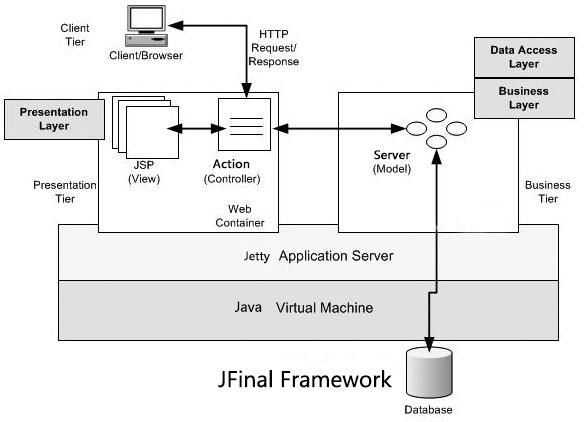 Client
Tier
Client/Browser
HTTP
Request/
Response
Data Access
Layer
Business
Layer
Presentation
Layer
JSP
(View)
Action
(Controller)
Server
(Model)
Presentation
Tier
Business
Tier
Web
Container
Jetty Application Server
Java Virtual Machine
JFinal Framework
Database